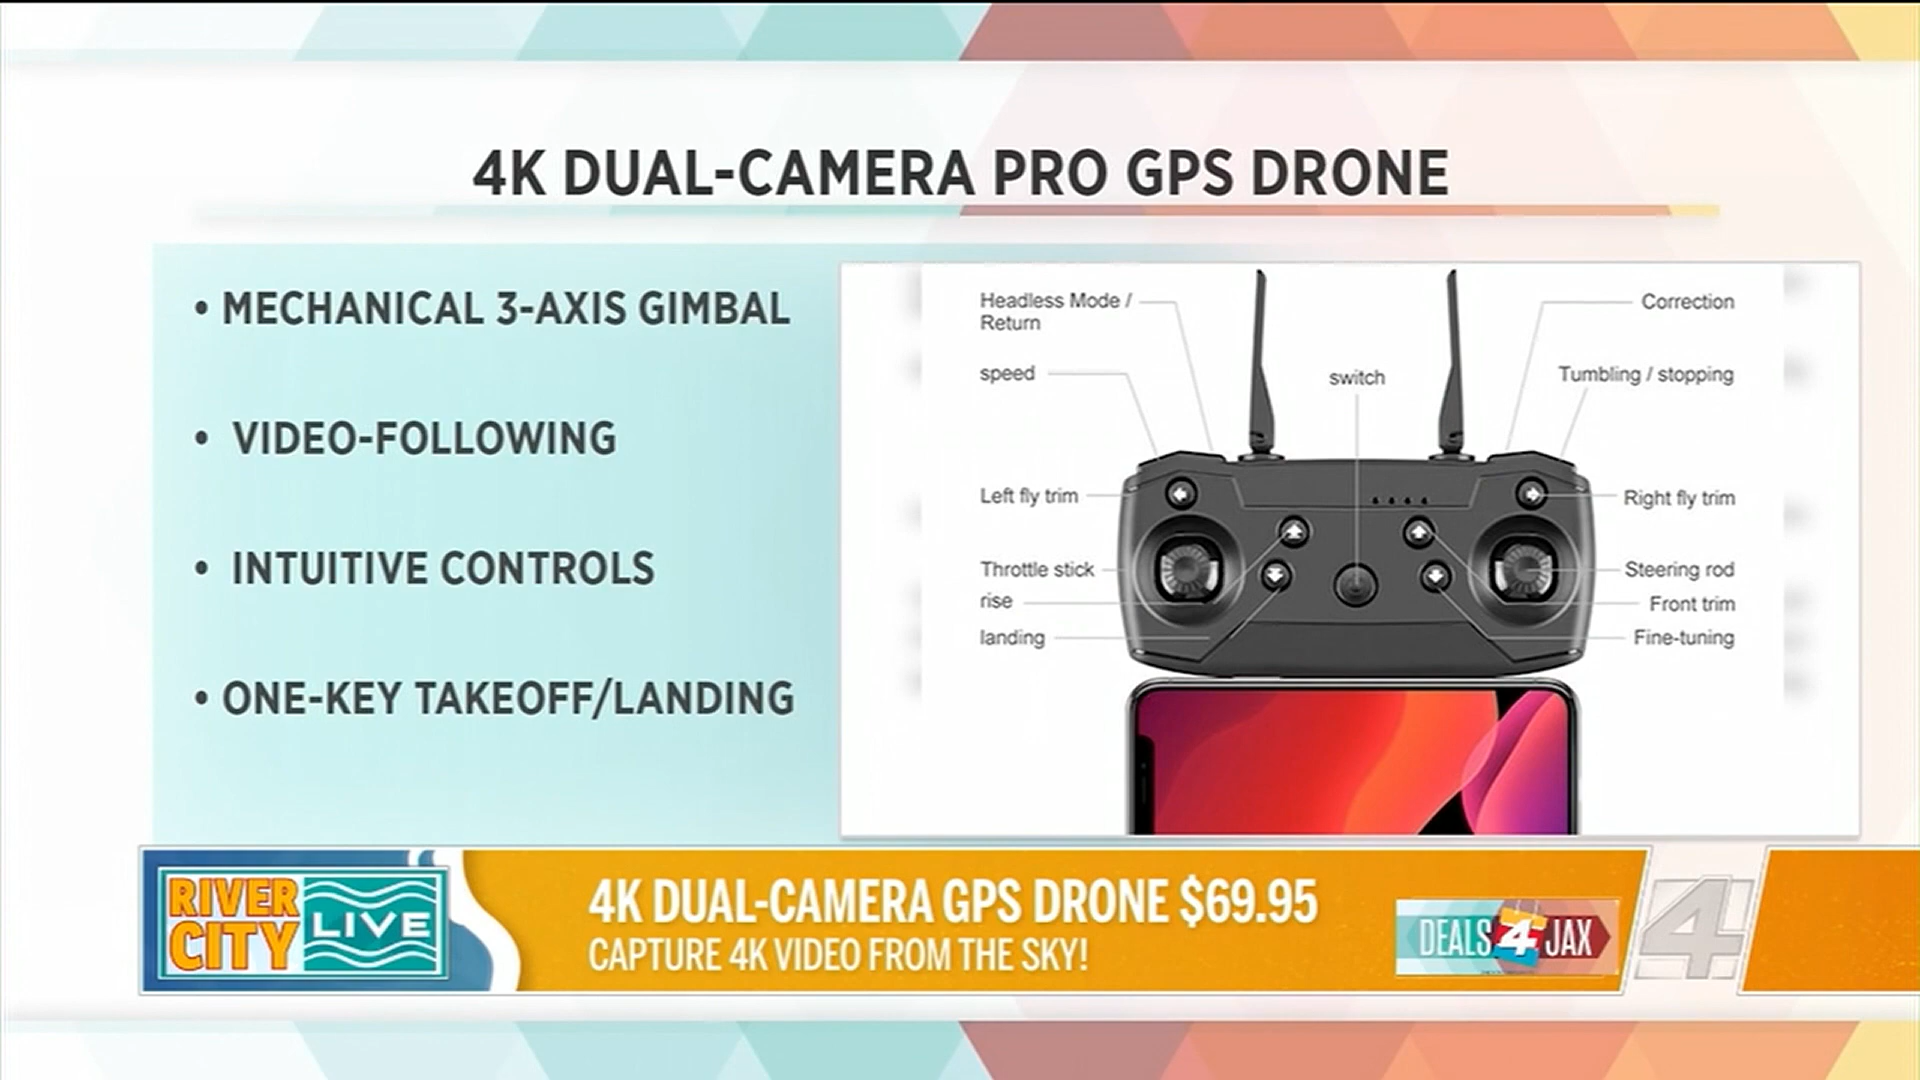 4K DUAL-CAMERA PRO GPS DRONE
• MECHANICAL 3-AXIS GIMBAL
• VIDEO-FOLLOWING
• INTUITIVE CONTROLS
• ONE-KEY TAKEOFF/LANDING
Headless Mode /
Return
speed
Left fly trim
Throttle stick
rise
landing
switch
Correction
Tumbling / stopping
Right fly trim
Steering rod
Front trim
Fine-tuning
RIVER
CITY
LIVE
4K DUAL-CAMERA GPS DRONE $69.95
CAPTURE 4K VIDEO FROM THE SKY!
DEALS 4 JAX
4